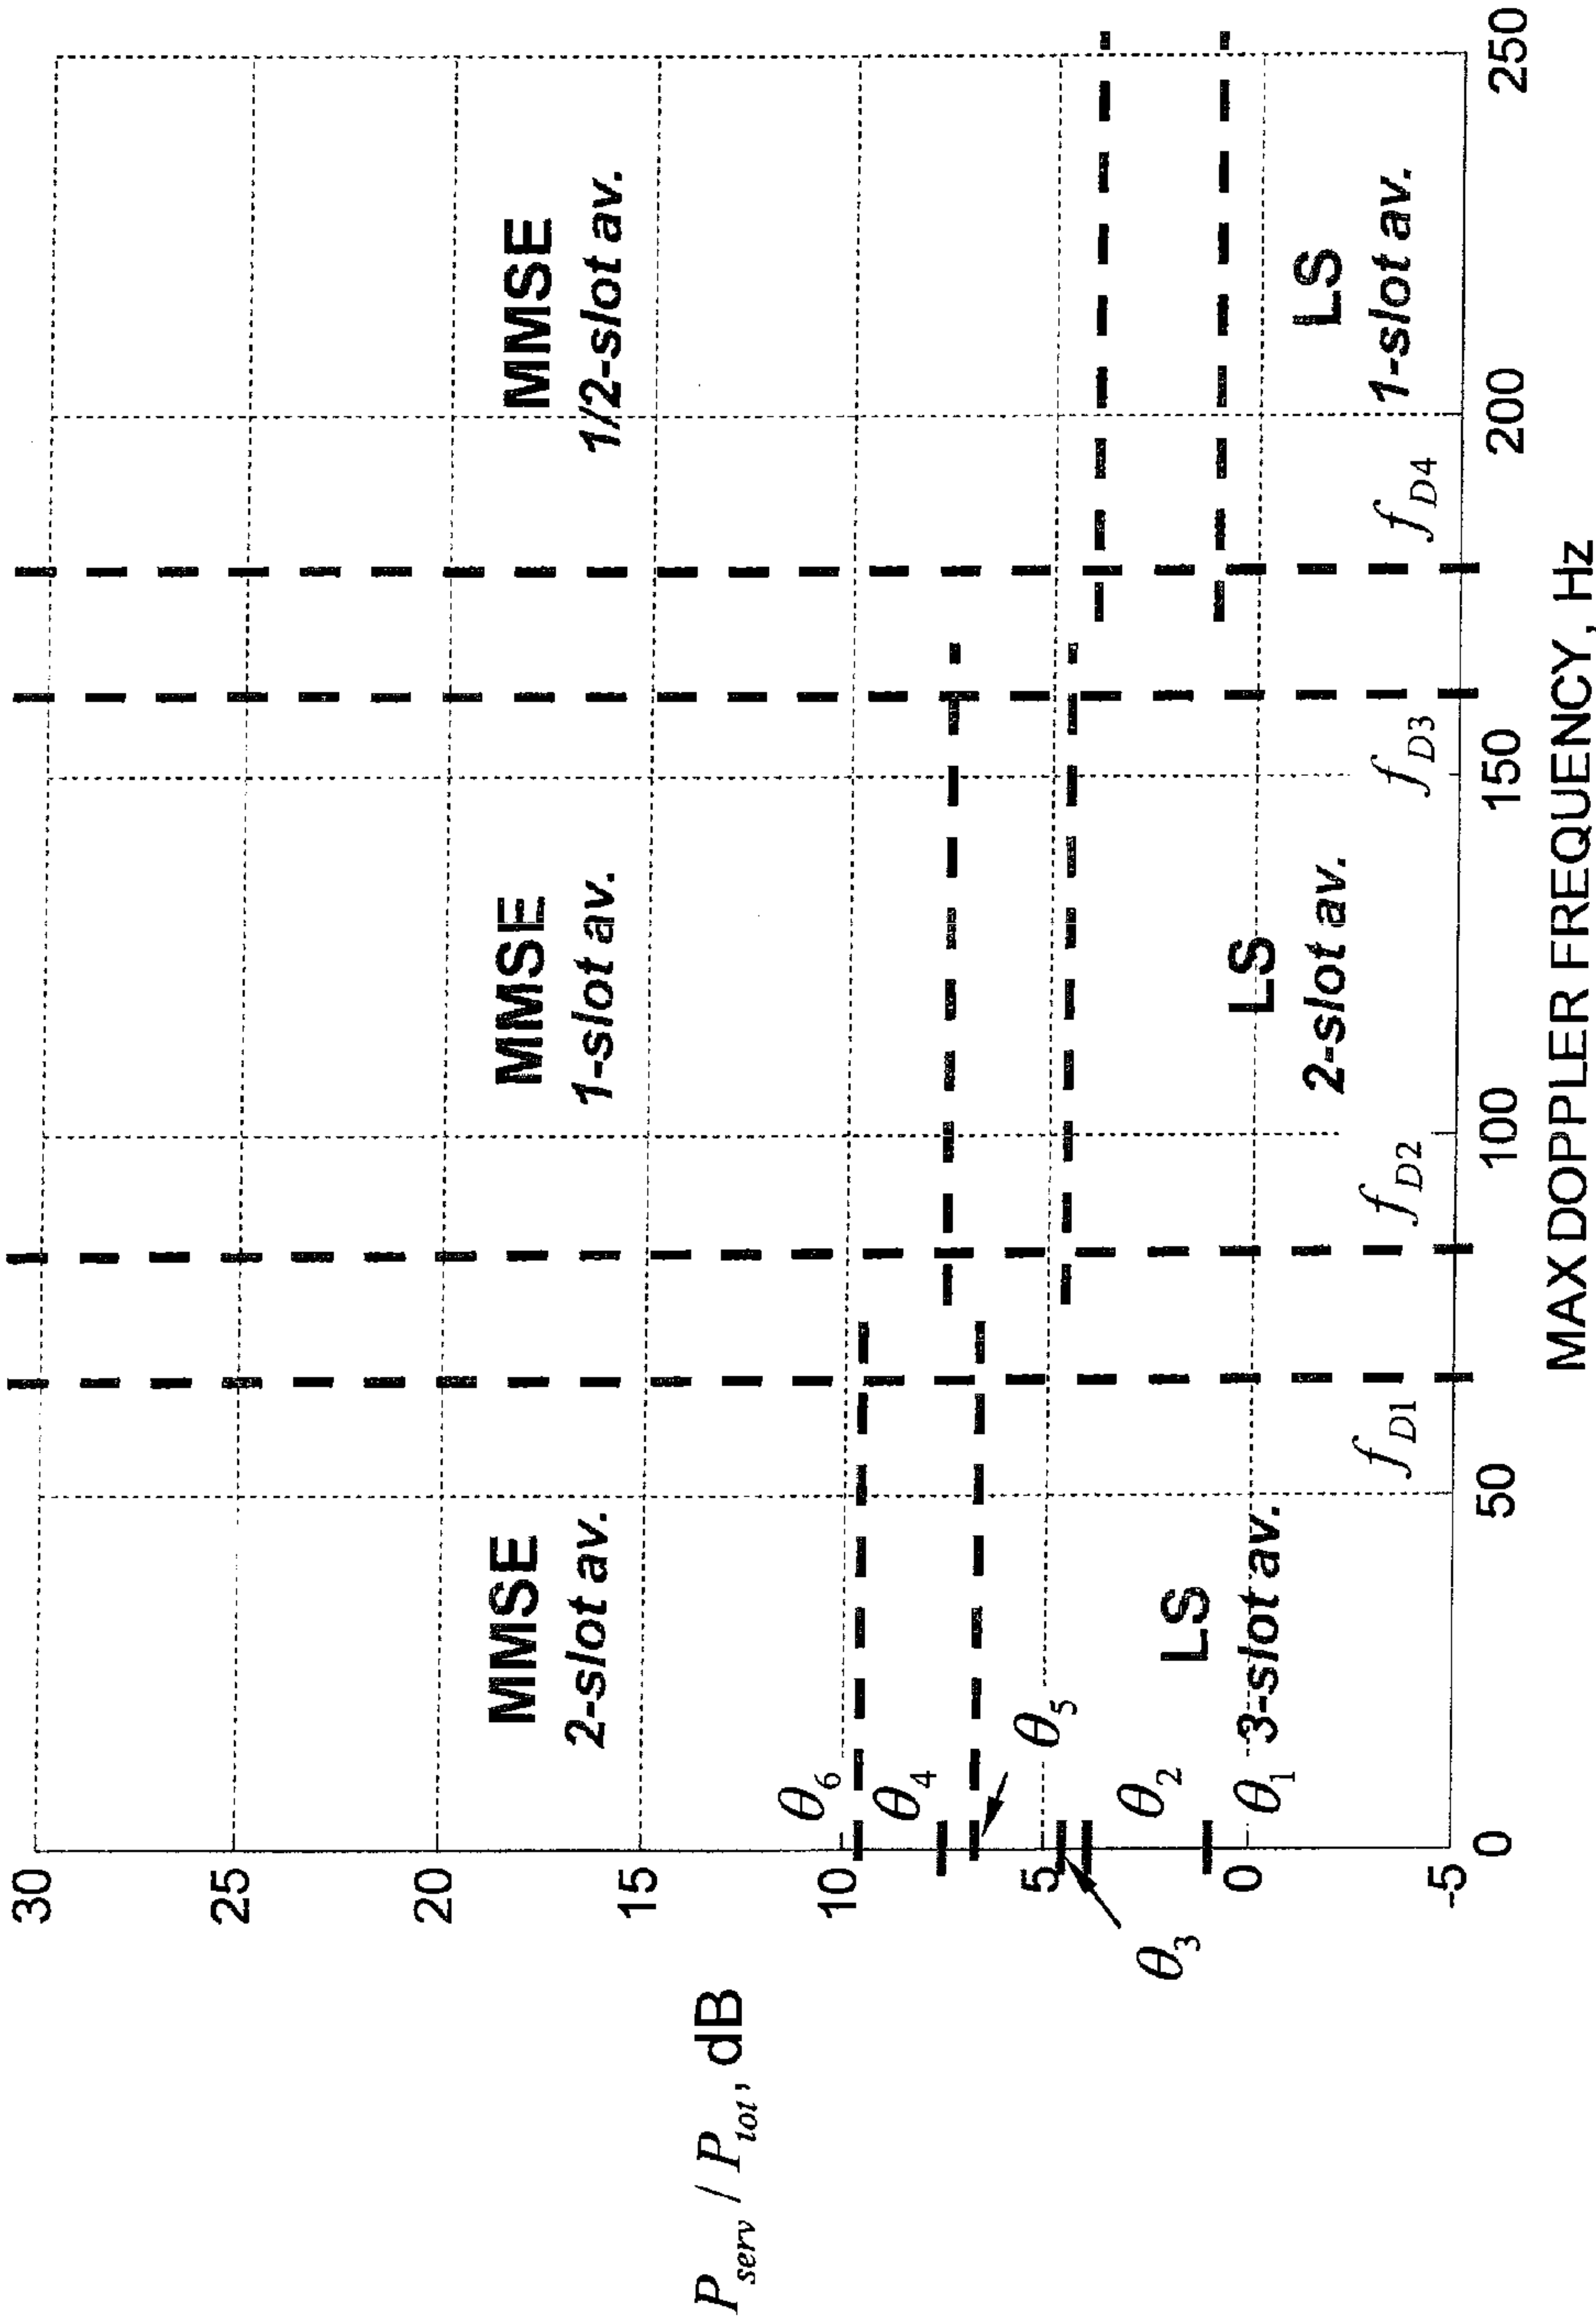 P_serv / P_tot, dB
30
25
20
15
10
5
0
-5
MMSE
2-slot av.
MMSE
1-slot av.
MMSE
1/2-slot av.
θ6
θ4
θ5
θ3
θ2
θ1
LS
3-slot av.
LS
2-slot av.
LS
1-slot av.
f_D1
f_D2
f_D3
f_D4
0
50
100
150
200
250
MAX DOPPLER FREQUENCY, Hz